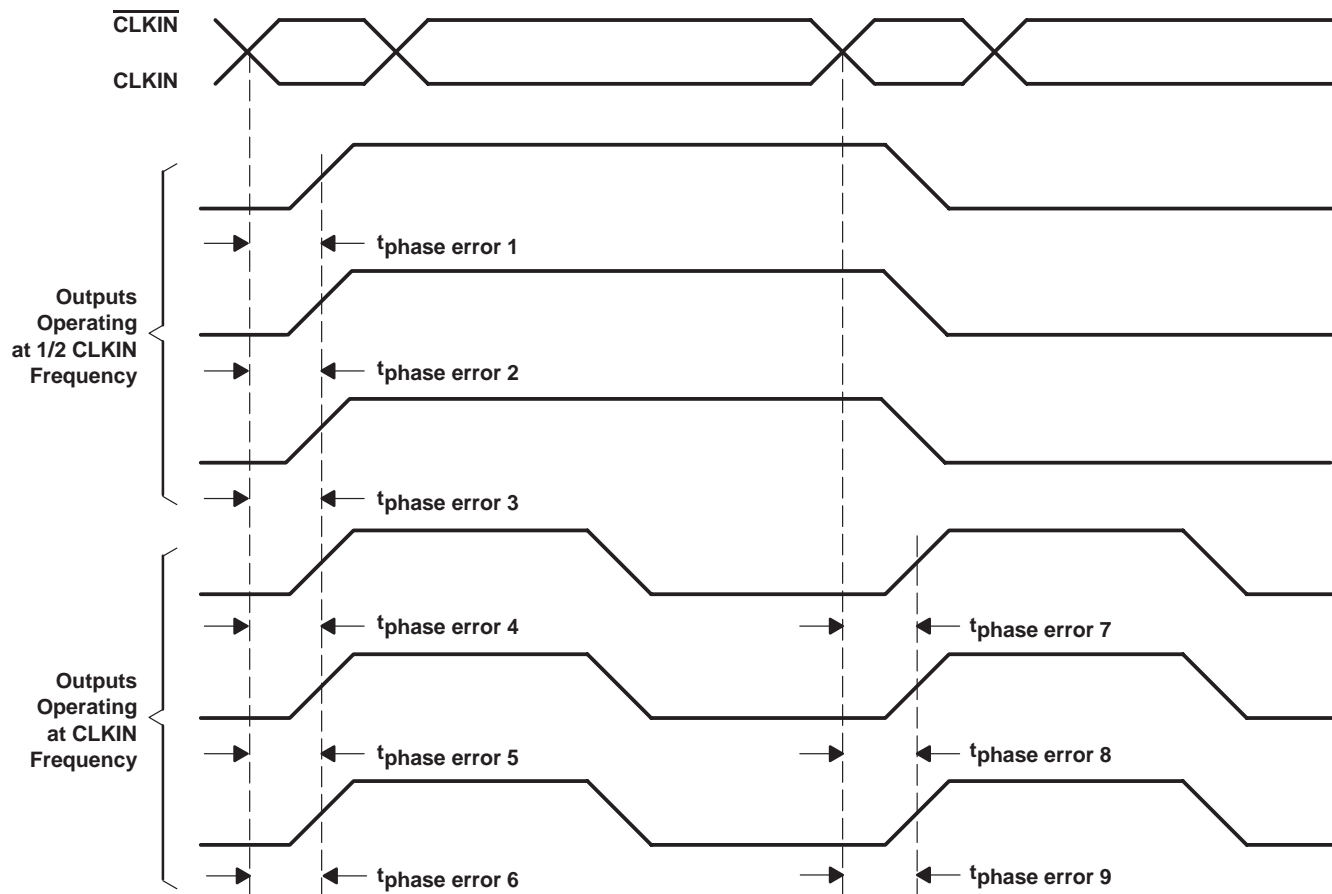 CLKIN
CLKIN
Outputs
Operating
at 1/2 CLKIN
Frequency
tphase error 1
tphase error 2
tphase error 3
Outputs
Operating
at CLKIN
Frequency
tphase error 4
tphase error 7
tphase error 5
tphase error 8
tphase error 6
tphase error 9